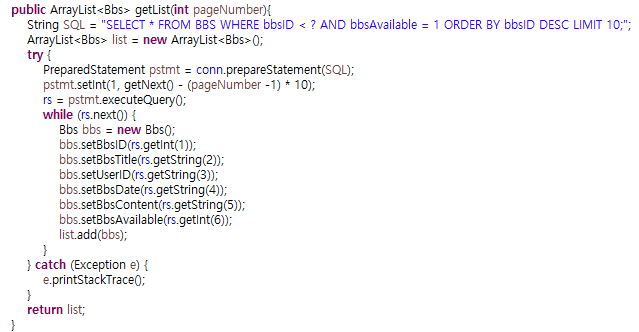 public ArrayList<Bbs> getList(int pageNumber){
    String SQL = "SELECT * FROM BBS WHERE bbsID < ? AND bbsAvailable = 1 ORDER BY bbsID DESC LIMIT 10;";
    ArrayList<Bbs> list = new ArrayList<Bbs>();
    try {
        PreparedStatement pstmt = conn.prepareStatement(SQL);
        pstmt.setInt(1, getNext() - (pageNumber -1) * 10);
        rs = pstmt.executeQuery();
        while (rs.next()) {
            Bbs bbs = new Bbs();
            bbs.setBbsID(rs.getInt(1));
            bbs.setBbsTitle(rs.getString(2));
            bbs.setUserID(rs.getString(3));
            bbs.setBbsDate(rs.getString(4));
            bbs.setBbsContent(rs.getString(5));
            bbs.setBbsAvailable(rs.getInt(6));
            list.add(bbs);
        }
    } catch (Exception e) {
        e.printStackTrace();
    }
    return list;
}